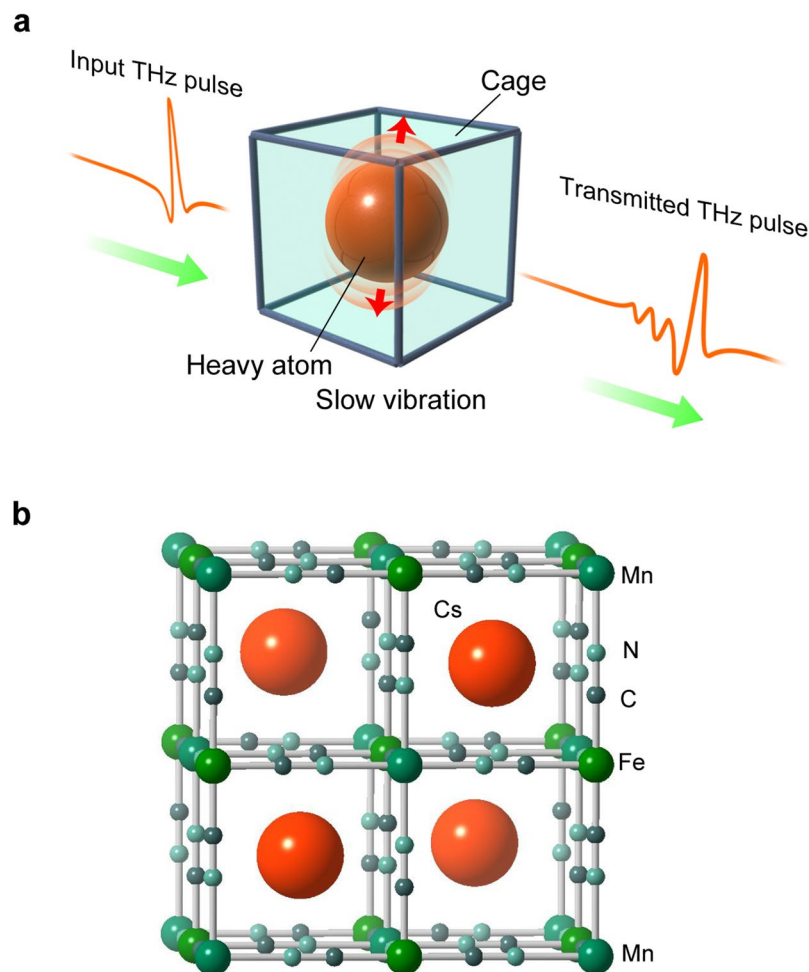 a
Input THz pulse
Cage
Transmitted THz pulse
Heavy atom
Slow vibration
b
Mn
Cs
N
C
Fe
Mn